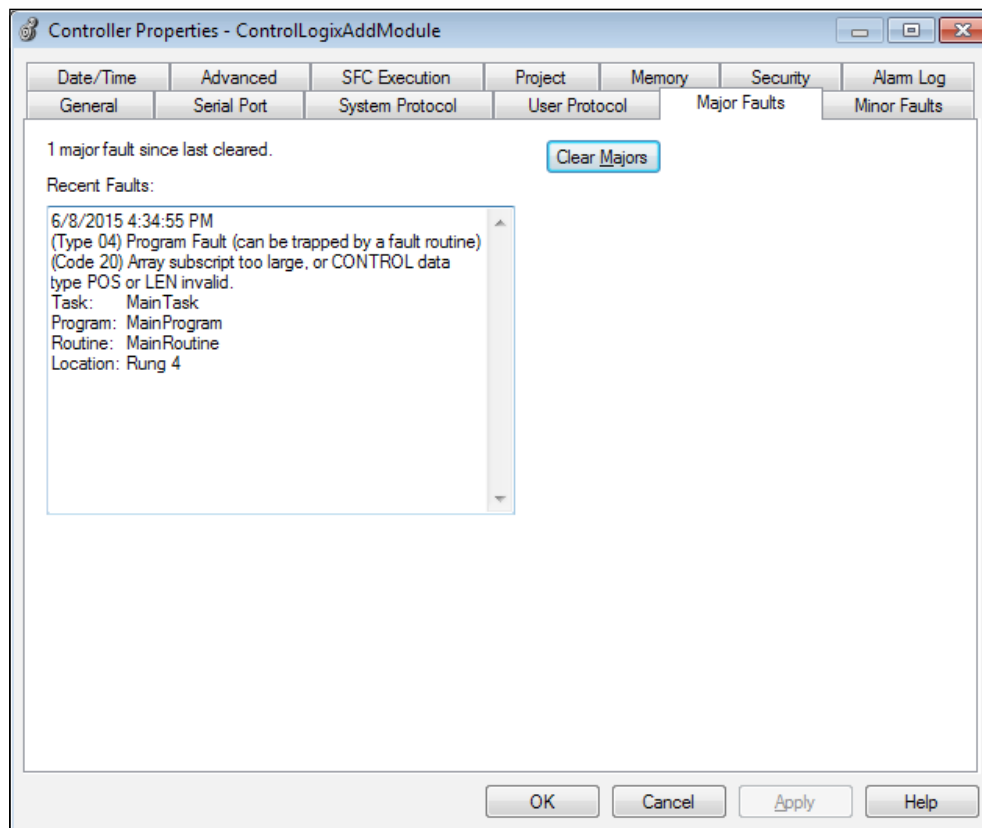 Controller Properties - ControlLogixAddModule
Date/Time Advanced SFC Execution Project Memory Security Alarm Log
General Serial Port System Protocol User Protocol Major Faults Minor Faults
1 major fault since last cleared.
Clear Majors
Recent Faults:
6/8/2015 4:34:55 PM
(Type 04) Program Fault (can be trapped by a fault routine)
(Code 20) Array subscript too large, or CONTROL data
type POS or LEN invalid.
Task: MainTask
Program: MainProgram
Routine: MainRoutine
Location: Rung 4
OK Cancel Apply Help